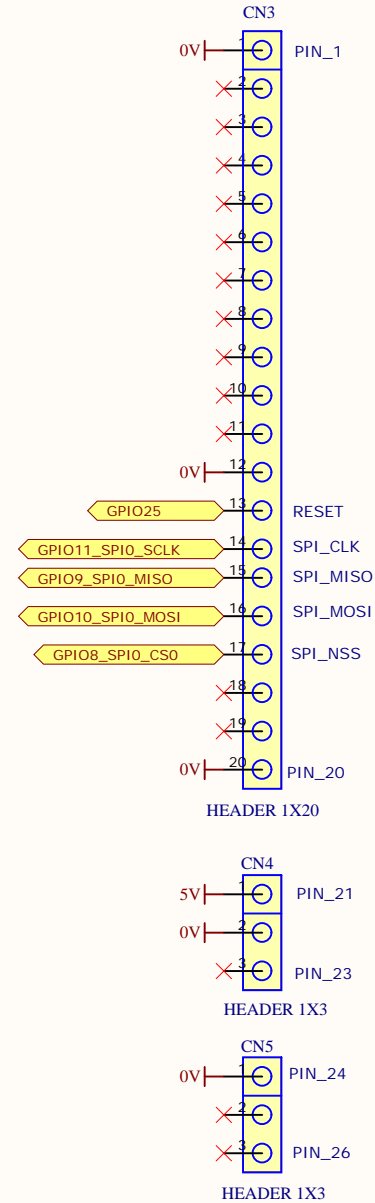 CN3
0V 1 PIN_1
2
3
4
5
6
7
8
9
10
11
0V 12
GPIO25 13 RESET
GPIO11_SPI0_SCLK 14 SPI_CLK
GPIO9_SPI0_MISO 15 SPI_MISO
GPIO10_SPI0_MOSI 16 SPI_MOSI
GPIO8_SPI0_CS0 17 SPI_NSS
18
19
0V 20 PIN_20
HEADER 1X20
CN4
5V 1 PIN_21
0V 2
3 PIN_23
HEADER 1X3
CN5
0V 1 PIN_24
2
3 PIN_26
HEADER 1X3